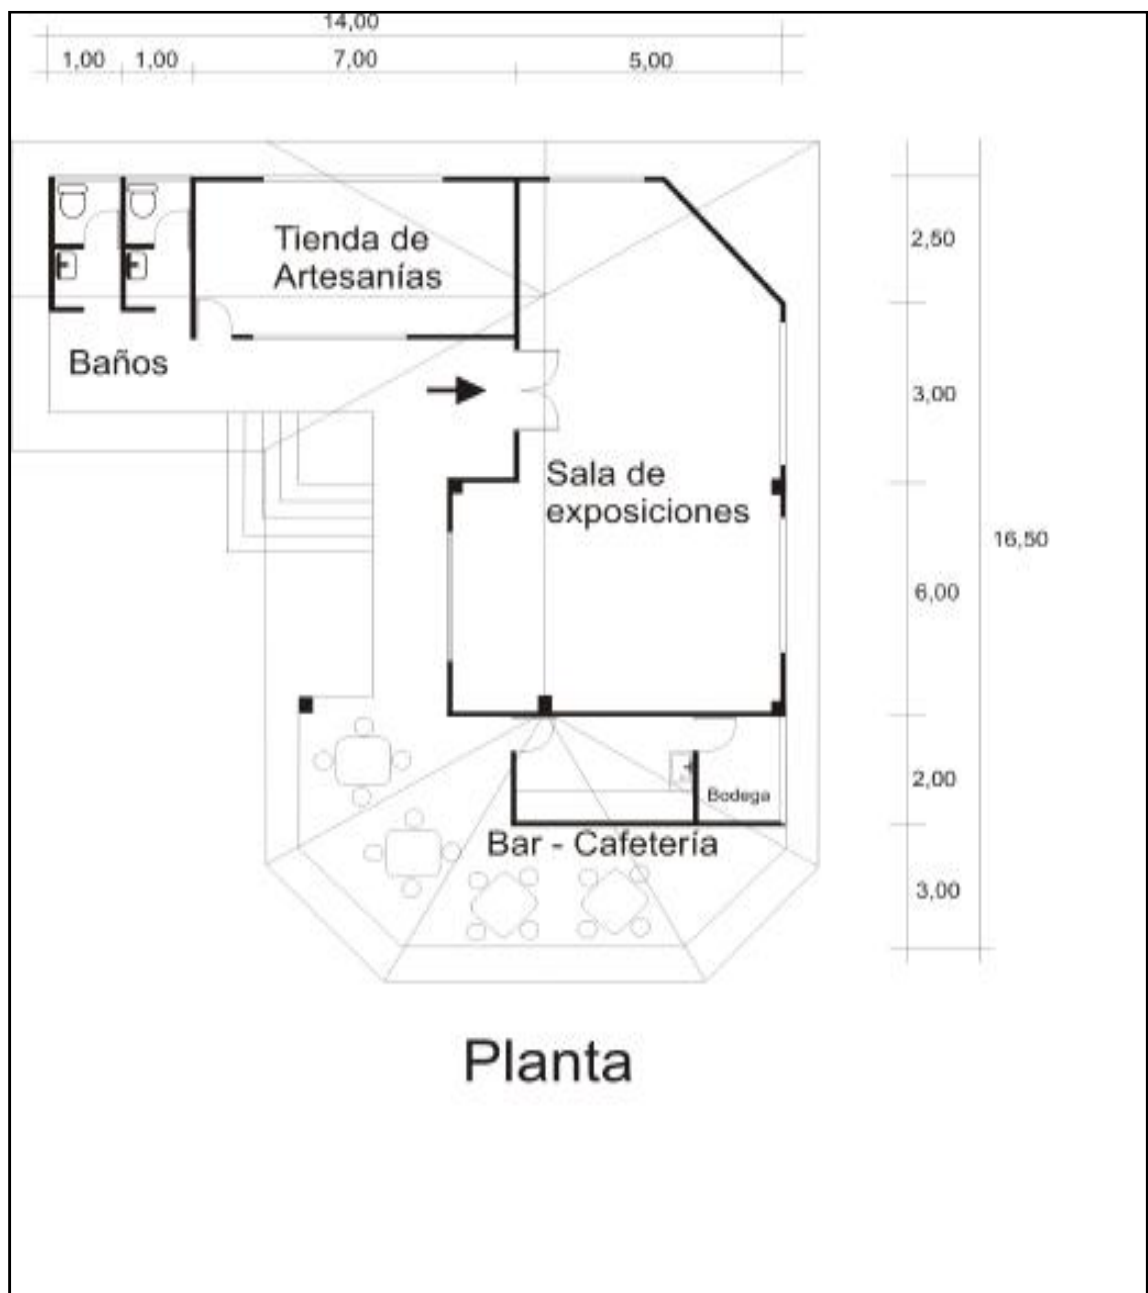 14,00
1,00 1,00 7,00 5,00
2,50
Tienda de
Artesanías
Baños
3,00
Sala de
exposiciones
16,50
6,00
2,00
Bodega
Bar - Cafetería
3,00
Planta